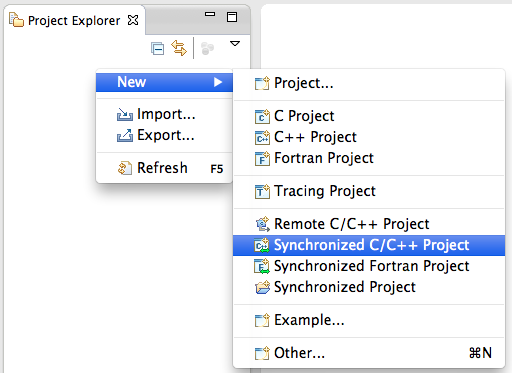 Project Explorer
New
Import...
Export...
Refresh F5
Project...
C Project
C++ Project
Fortran Project
Tracing Project
Remote C/C++ Project
Synchronized C/C++ Project
Synchronized Fortran Project
Synchronized Project
Example...
Other... ⌘N